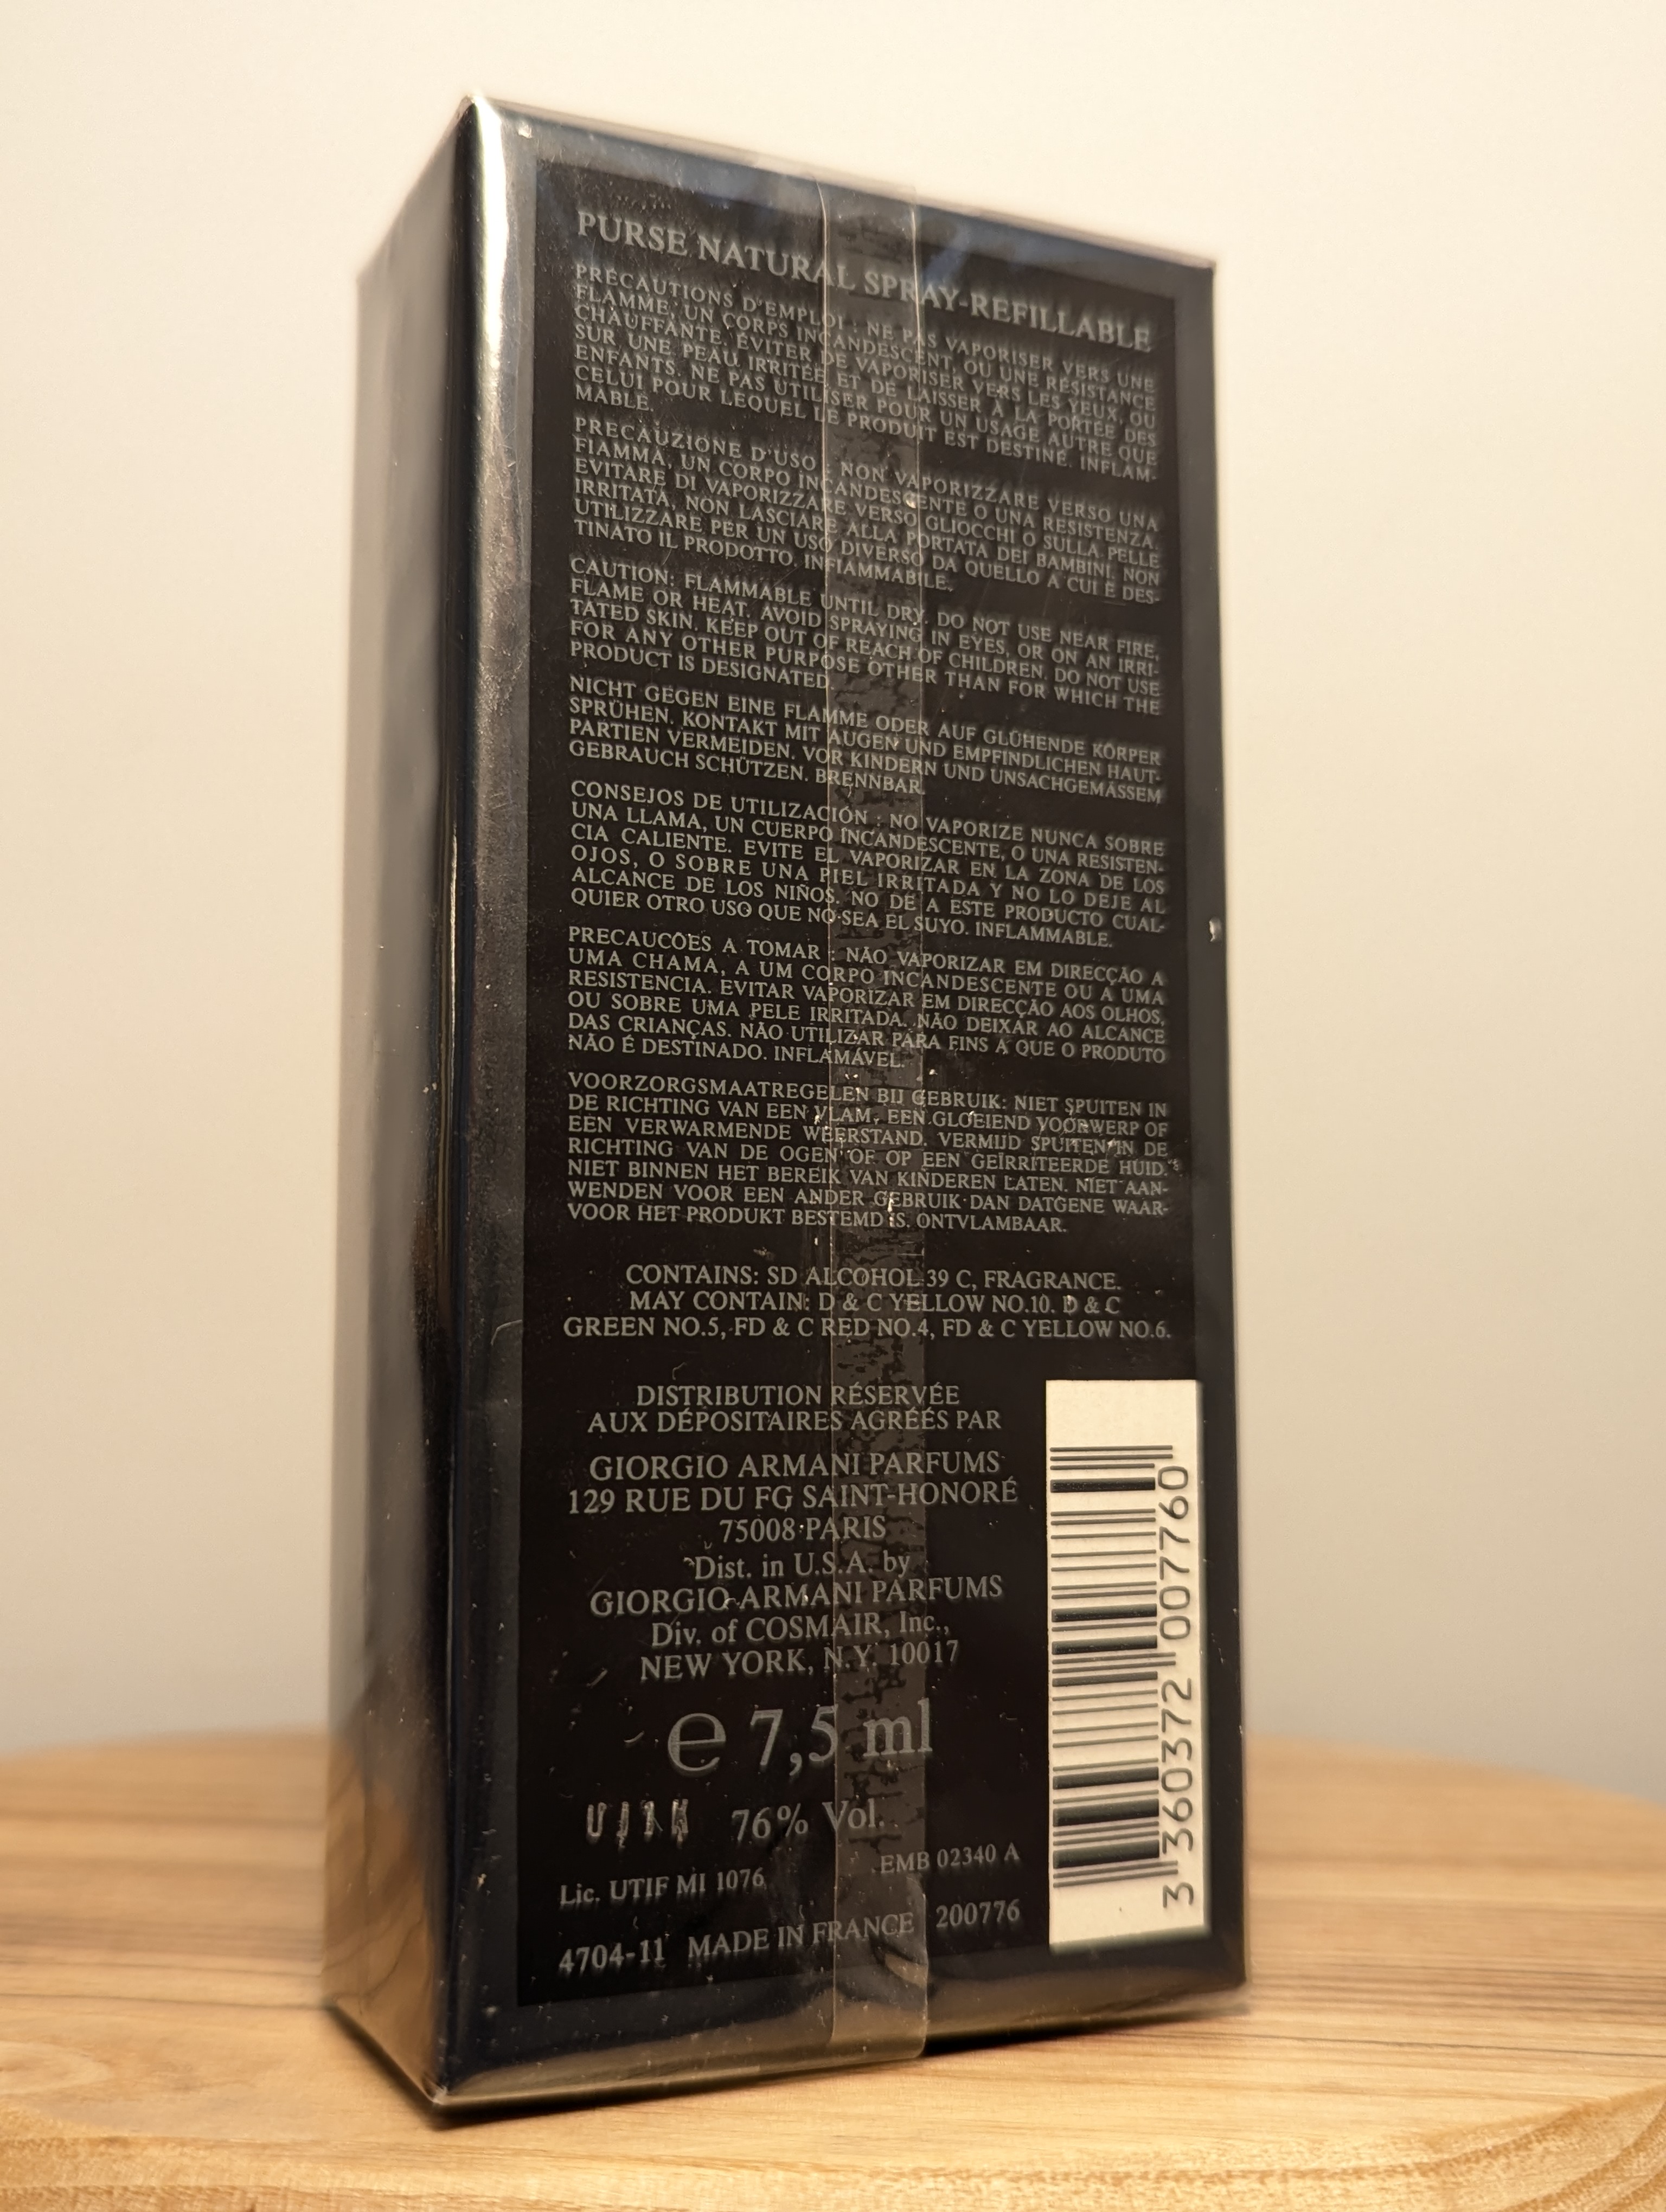 PURSE NATURAL SPRAY-REFILLABLE
PRÉCAUTIONS D'EMPLOI : NE PAS VAPORISER VERS UNE
FLAMME, UN CORPS INCANDESCENT, OU UNE RÉSISTANCE
CHAUFFANTE. ÉVITER DE VAPORISER VERS LES YEUX, OU
SUR UNE PEAU IRRITÉE ET DE LAISSER À LA PORTÉE DES
ENFANTS. NE PAS UTILISER POUR UN USAGE AUTRE QUE
CELUI POUR LEQUEL LE PRODUIT EST DESTINÉ. INFLAM-
MABLE.
PRECAUZIONE D'USO : NON VAPORIZZARE VERSO UNA
FIAMMA, UN CORPO INCANDESCENTE O UNA RESISTENZA.
EVITARE DI VAPORIZZARE VERSO GLIOCCHI O SULLA PELLE
IRRITATA, NON LASCIARE ALLA PORTATA DEI BAMBINI. NON
UTILIZZARE PER UN USO DIVERSO DA QUELLO A CUI È DES-
TINATO IL PRODOTTO. INFIAMMABILE.
CAUTION: FLAMMABLE UNTIL DRY. DO NOT USE NEAR FIRE,
FLAME OR HEAT. AVOID SPRAYING IN EYES, OR ON AN IRRI-
TATED SKIN. KEEP OUT OF REACH OF CHILDREN. DO NOT USE
FOR ANY OTHER PURPOSE OTHER THAN FOR WHICH THE
PRODUCT IS DESIGNATED.
NICHT GEGEN EINE FLAMME ODER AUF GLÜHENDE KÖRPER
SPRÜHEN. KONTAKT MIT AUGEN UND EMPFINDLICHEN HAUT-
PARTIEN VERMEIDEN. VOR KINDERN UND UNSACHGEMÄSSEM
GEBRAUCH SCHÜTZEN. BRENNBAR.
CONSEJOS DE UTILIZACIÓN : NO VAPORIZE NUNCA SOBRE
UNA LLAMA, UN CUERPO INCANDESCENTE, O UNA RESISTEN-
CIA CALIENTE. EVITE EL VAPORIZAR EN LA ZONA DE LOS
OJOS, O SOBRE UNA PIEL IRRITADA Y NO LO DEJE AL
ALCANCE DE LOS NIÑOS. NO DE A ESTE PRODUCTO CUAL-
QUIER OTRO USO QUE NO SEA EL SUYO. INFLAMMABLE.
PRECAUCÕES A TOMAR : NÃO VAPORIZAR EM DIRECÇÃO A
UMA CHAMA, A UM CORPO INCANDESCENTE OU A UMA
RESISTENCIA. EVITAR VAPORIZAR EM DIRECÇÃO AOS OLHOS,
OU SOBRE UMA PELE IRRITADA. NÃO DEIXAR AO ALCANCE
DAS CRIANÇAS. NÃO UTILIZAR PARA FINS A QUE O PRODUTO
NÃO É DESTINADO. INFLAMÁVEL.
VOORZORGSMAATREGELEN BIJ GEBRUIK: NIET SPUITEN IN
DE RICHTING VAN EEN VLAM, EEN GLOEIEND VOORWERP OF
EEN VERWARMENDE WEERSTAND. VERMIJD SPUITEN IN DE
RICHTING VAN DE OGEN OF OP EEN GEÏRRITEERDE HUID.
NIET BINNEN HET BEREIK VAN KINDEREN LATEN. NIET AAN-
WENDEN VOOR EEN ANDER GEBRUIK DAN DATGENE WAAR-
VOOR HET PRODUKT BESTEMD IS. ONTVLAMBAAR.
CONTAINS: SD ALCOHOL 39 C, FRAGRANCE.
MAY CONTAIN: D & C YELLOW NO.10. D & C
GREEN NO.5, FD & C RED NO.4, FD & C YELLOW NO.6.
DISTRIBUTION RÉSERVÉE
AUX DÉPOSITAIRES AGRÉÉS PAR
GIORGIO ARMANI PARFUMS
129 RUE DU FG SAINT-HONORÉ
75008 PARIS
Dist. in U.S.A. by
GIORGIO ARMANI PARFUMS
Div. of COSMAIR, Inc.,
NEW YORK, N.Y. 10017
e 7,5 ml
76% Vol.
Lic. UTIF MI 1076 EMB 02340 A
4704-11 MADE IN FRANCE 200776
3 360372 007760